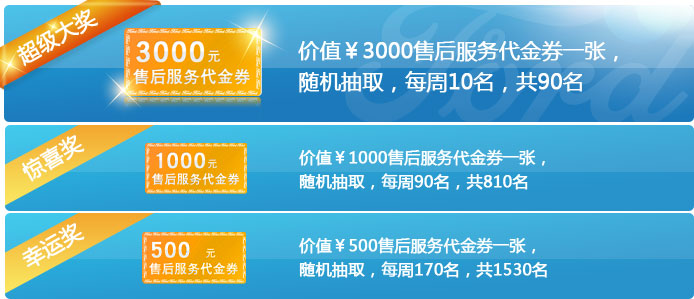 超级大奖
3000元
售后服务代金券
价值￥3000售后服务代金券一张，
随机抽取，每周10名，共90名
Ford
惊喜奖
1000元
售后服务代金券
价值￥1000售后服务代金券一张，
随机抽取，每周90名，共810名
幸运奖
500元
售后服务代金券
价值￥500售后服务代金券一张，
随机抽取，每周170名，共1530名